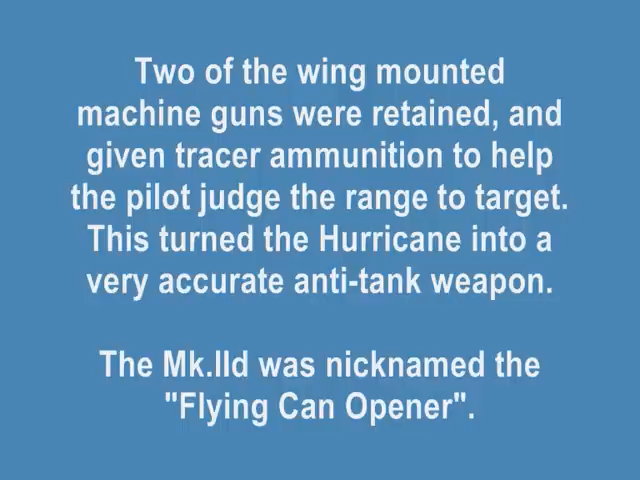 Two of the wing mounted
machine guns were retained, and
given tracer ammunition to help
the pilot judge the range to target.
This turned the Hurricane into a
very accurate anti-tank weapon.
The Mk.IId was nicknamed the
"Flying Can Opener".